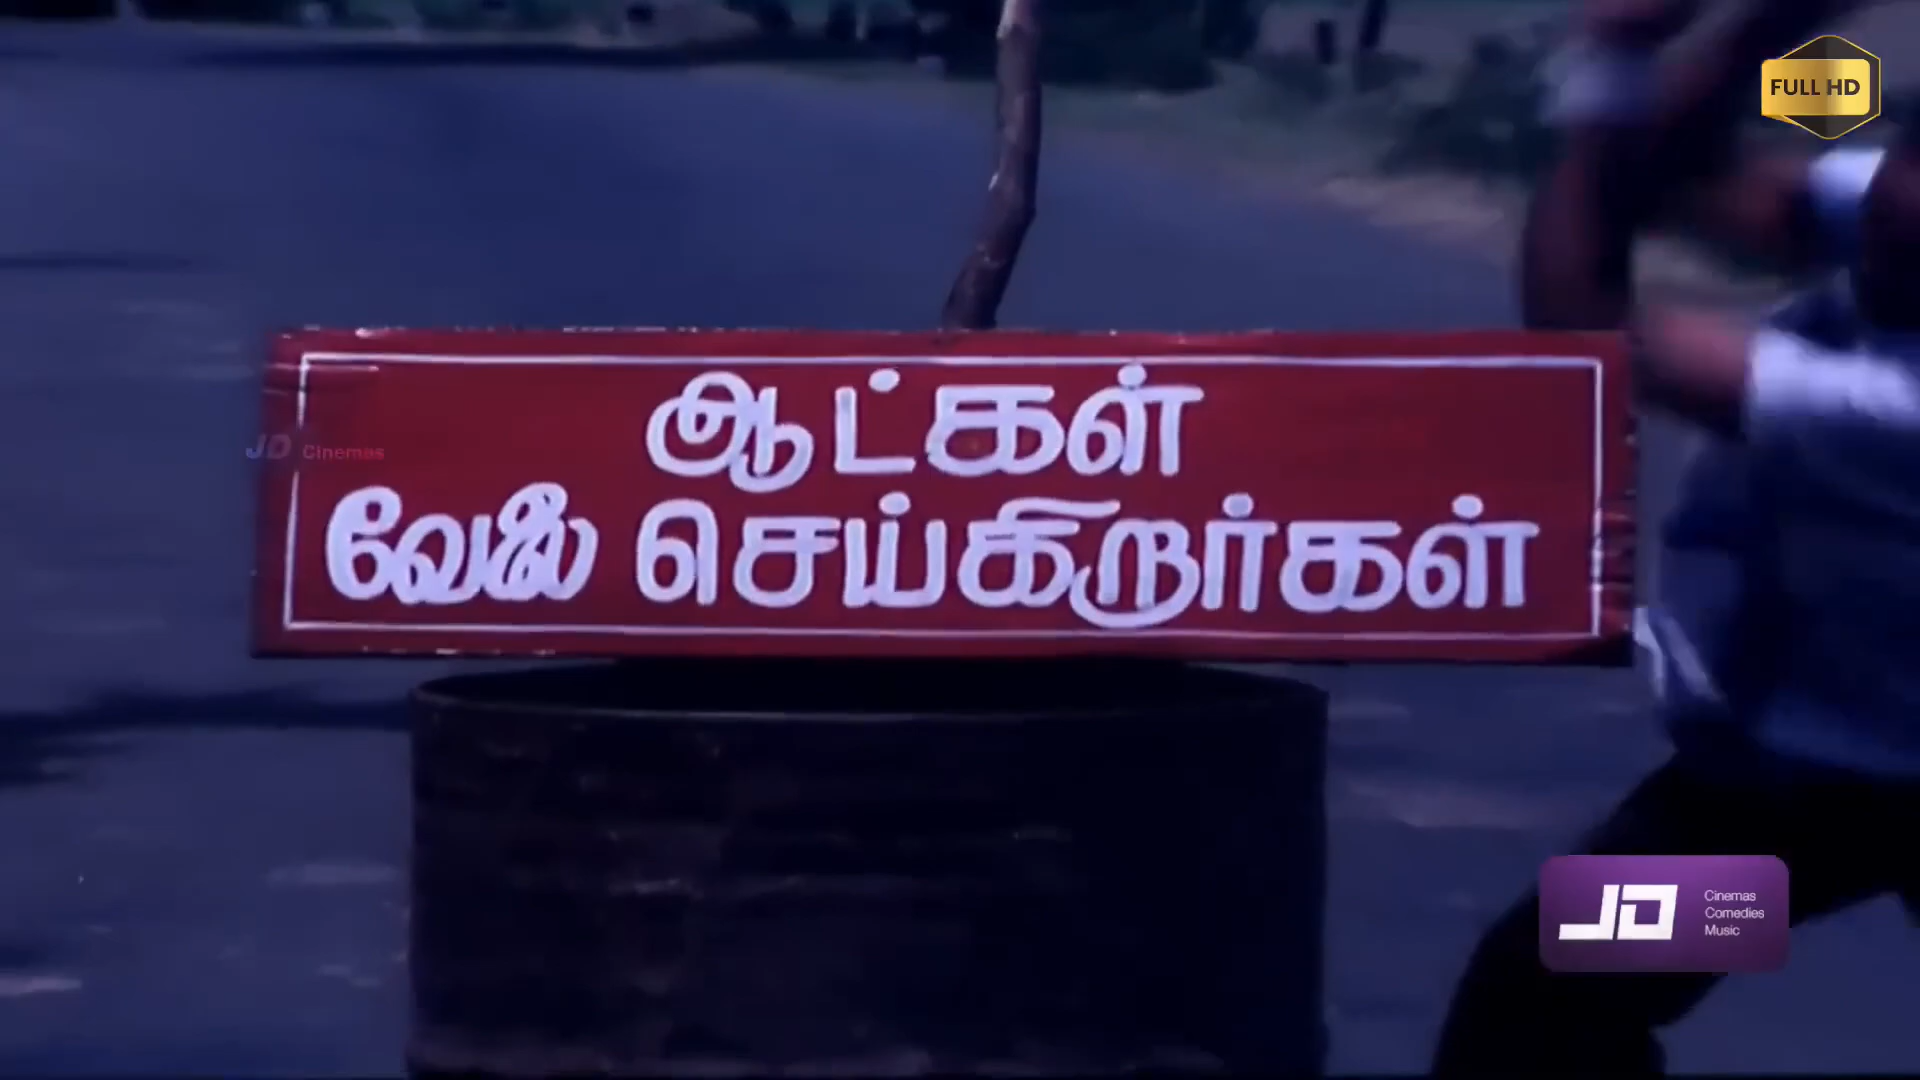 FULL HD
ஆட்கள்
JD Cinemas
வேலை செய்கிறார்கள்
JD
Cinemas
Comedies
Music